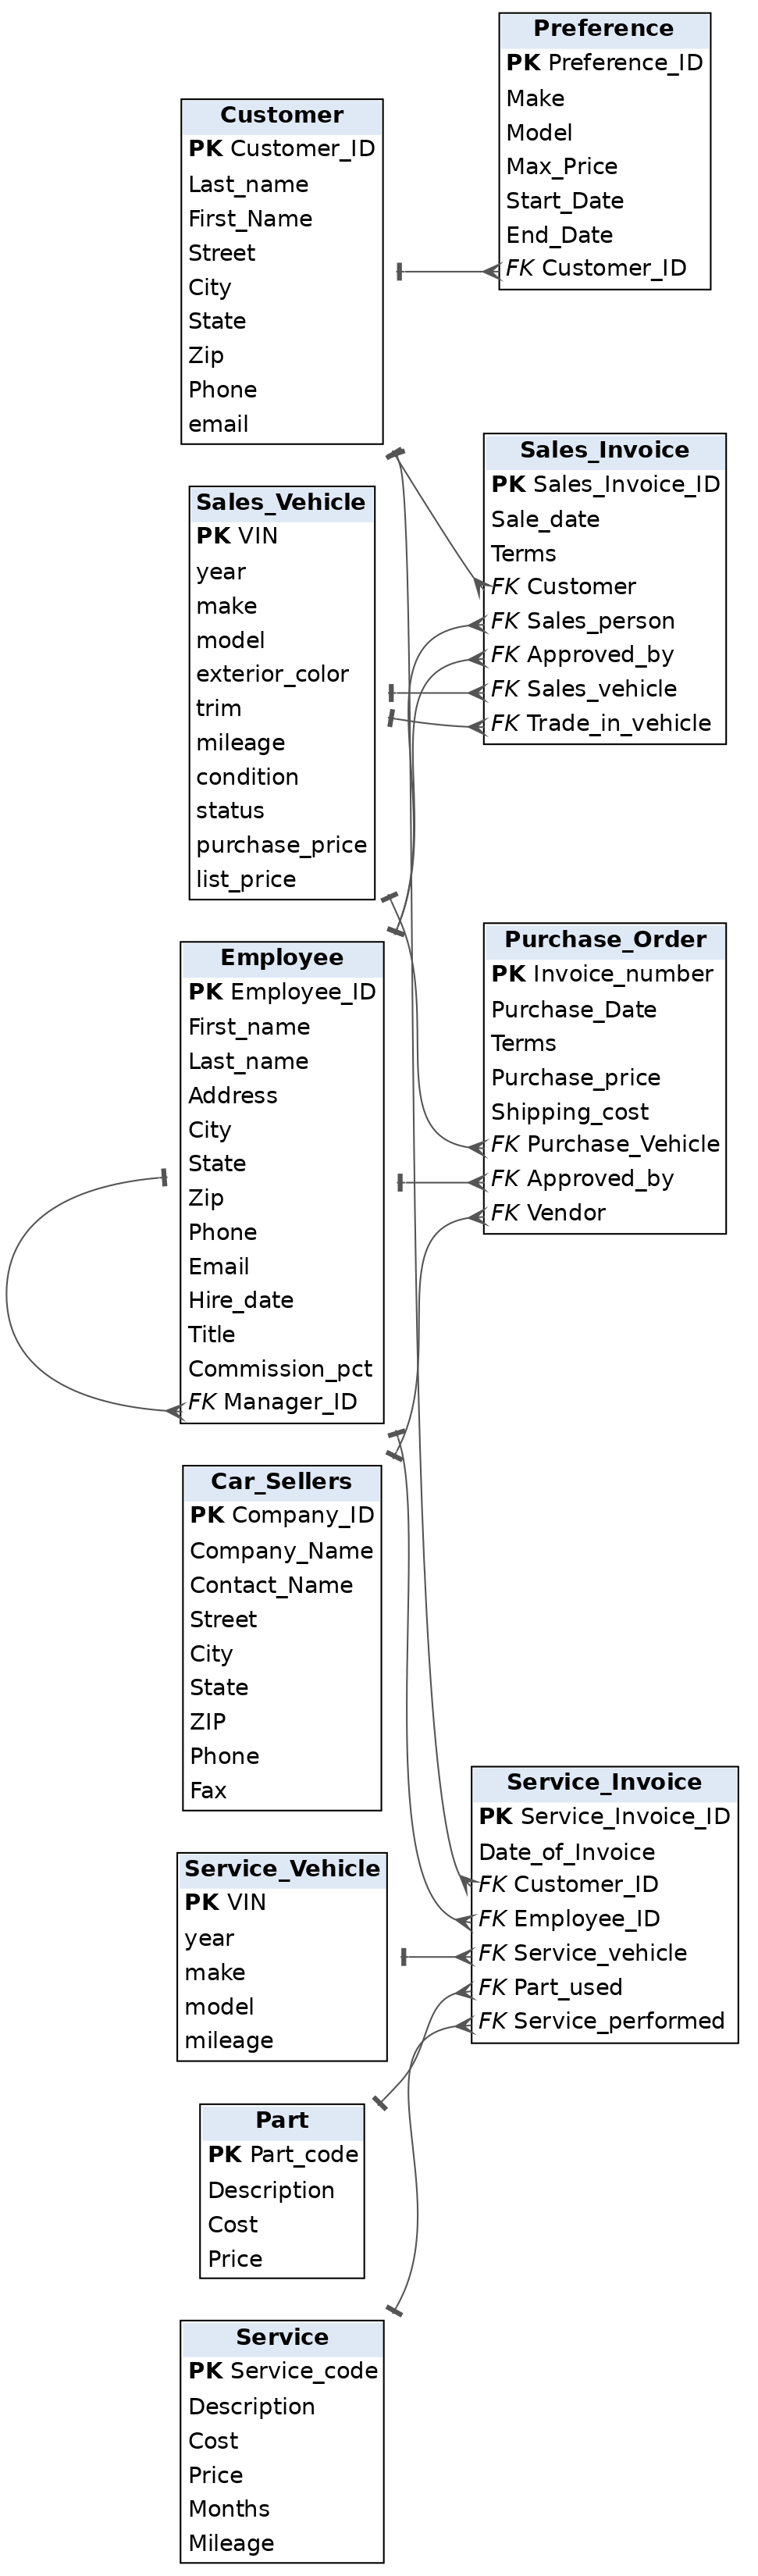 Preference
PK Preference_ID
Make
Model
Max_Price
Start_Date
End_Date
FK Customer_ID
Customer
PK Customer_ID
Last_name
First_Name
Street
City
State
Zip
Phone
email
Sales_Invoice
PK Sales_Invoice_ID
Sale_date
Terms
FK Customer
FK Sales_person
FK Approved_by
FK Sales_vehicle
FK Trade_in_vehicle
Sales_Vehicle
PK VIN
year
make
model
exterior_color
trim
mileage
condition
status
purchase_price
list_price
Purchase_Order
PK Invoice_number
Purchase_Date
Terms
Purchase_price
Shipping_cost
FK Purchase_Vehicle
FK Approved_by
FK Vendor
Employee
PK Employee_ID
First_name
Last_name
Address
City
State
Zip
Phone
Email
Hire_date
Title
Commission_pct
FK Manager_ID
Car_Sellers
PK Company_ID
Company_Name
Contact_Name
Street
City
State
ZIP
Phone
Fax
Service_Invoice
PK Service_Invoice_ID
Date_of_Invoice
FK Customer_ID
FK Employee_ID
FK Service_vehicle
FK Part_used
FK Service_performed
Service_Vehicle
PK VIN
year
make
model
mileage
Part
PK Part_code
Description
Cost
Price
Service
PK Service_code
Description
Cost
Price
Months
Mileage